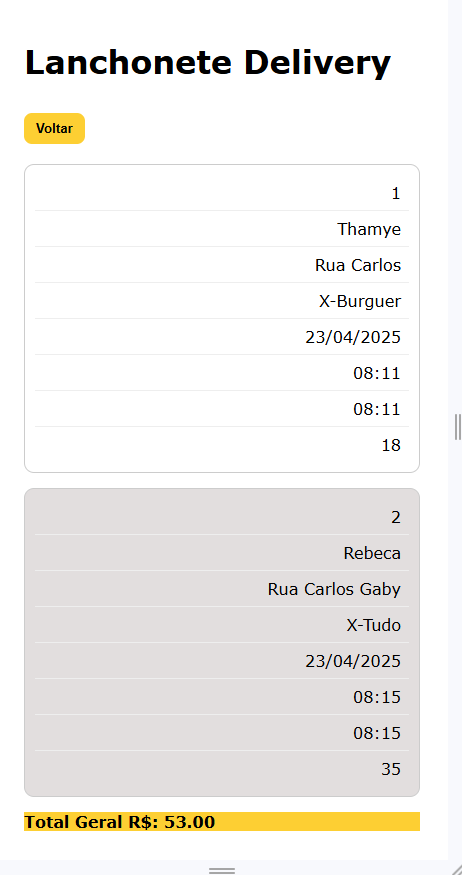 Lanchonete Delivery
Voltar
1
Thamye
Rua Carlos
X-Burguer
23/04/2025
08:11
08:11
18
2
Rebeca
Rua Carlos Gaby
X-Tudo
23/04/2025
08:15
08:15
35
Total Geral R$: 53.00